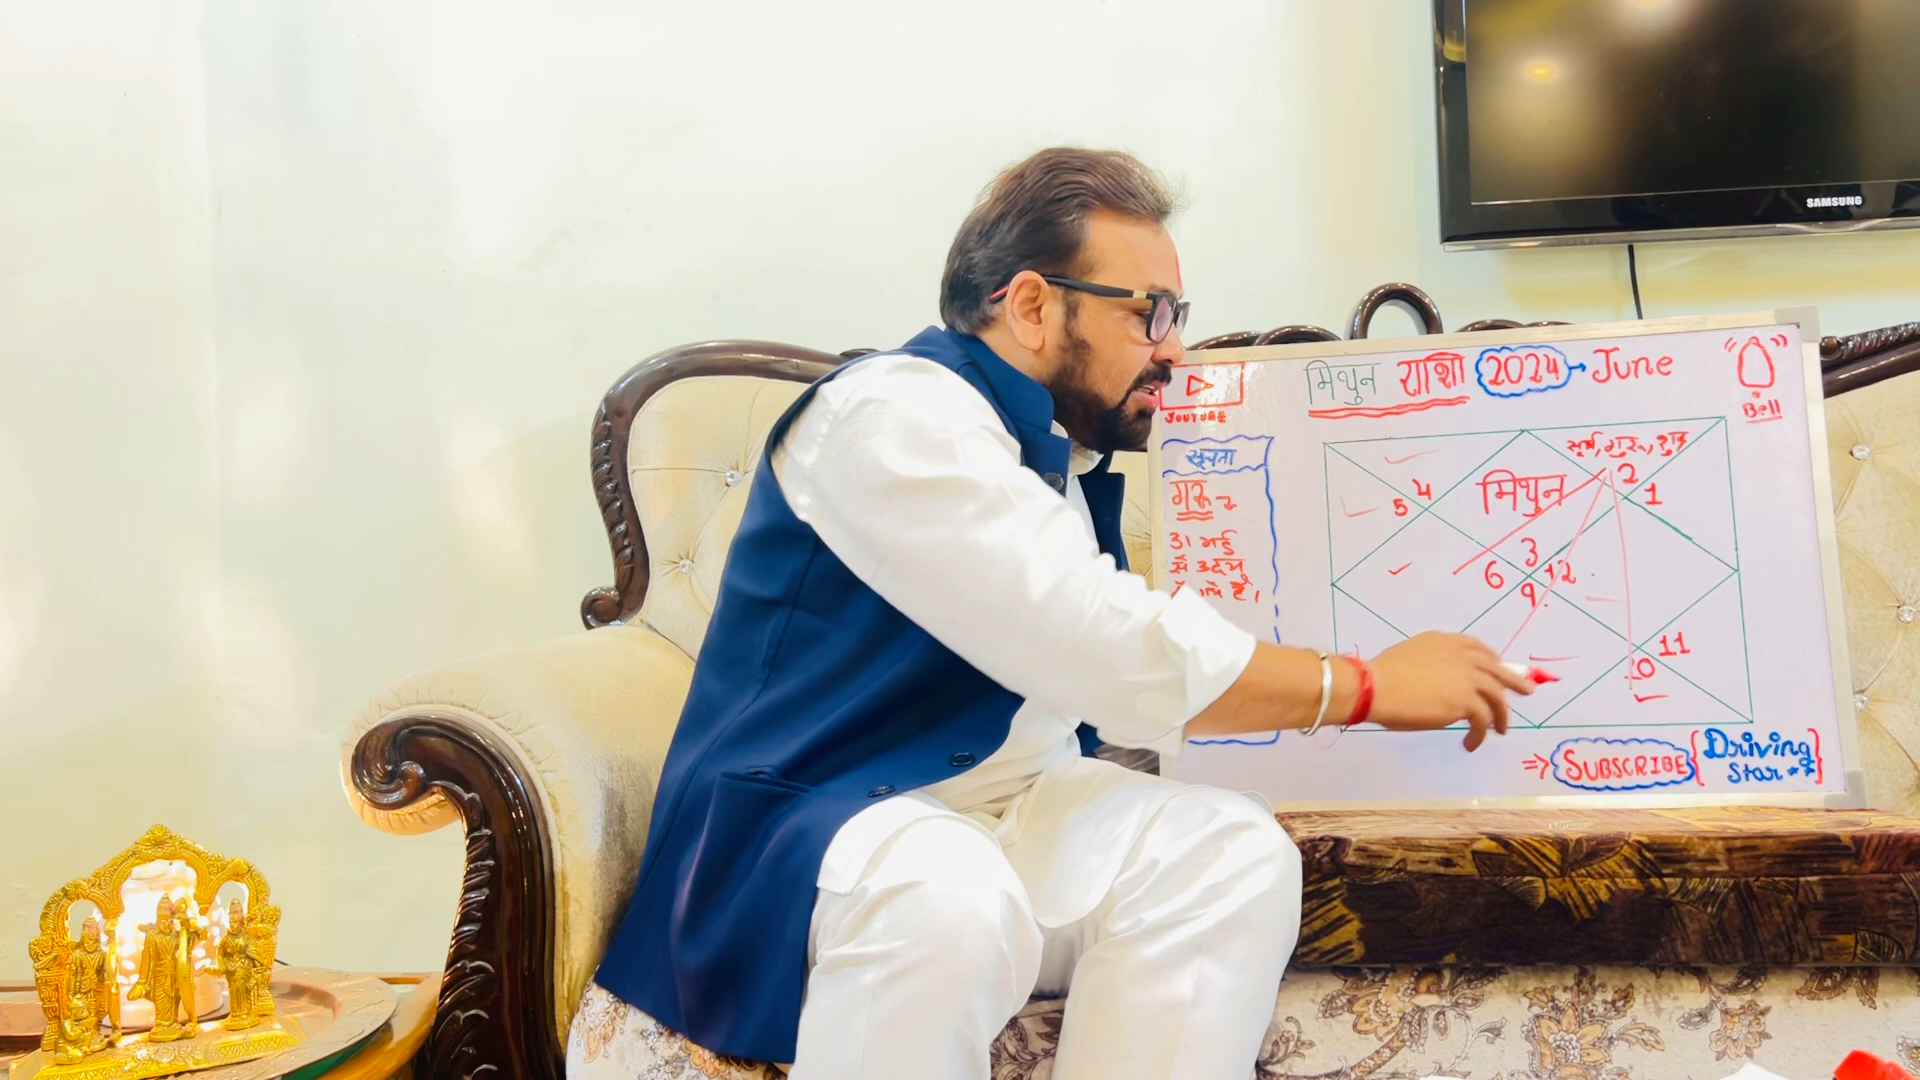 SAMSUNG
मिथुन राशि 2024 → June
YOUTUBE
Bell
सूचना
गुरु
31 मई
से उदय
है।
सूर्य, गुरु, शुक्र
मिथुन
2
1
4
5
3
6
12
9
11
10
=> SUBSCRIBE { Driving Star ** }